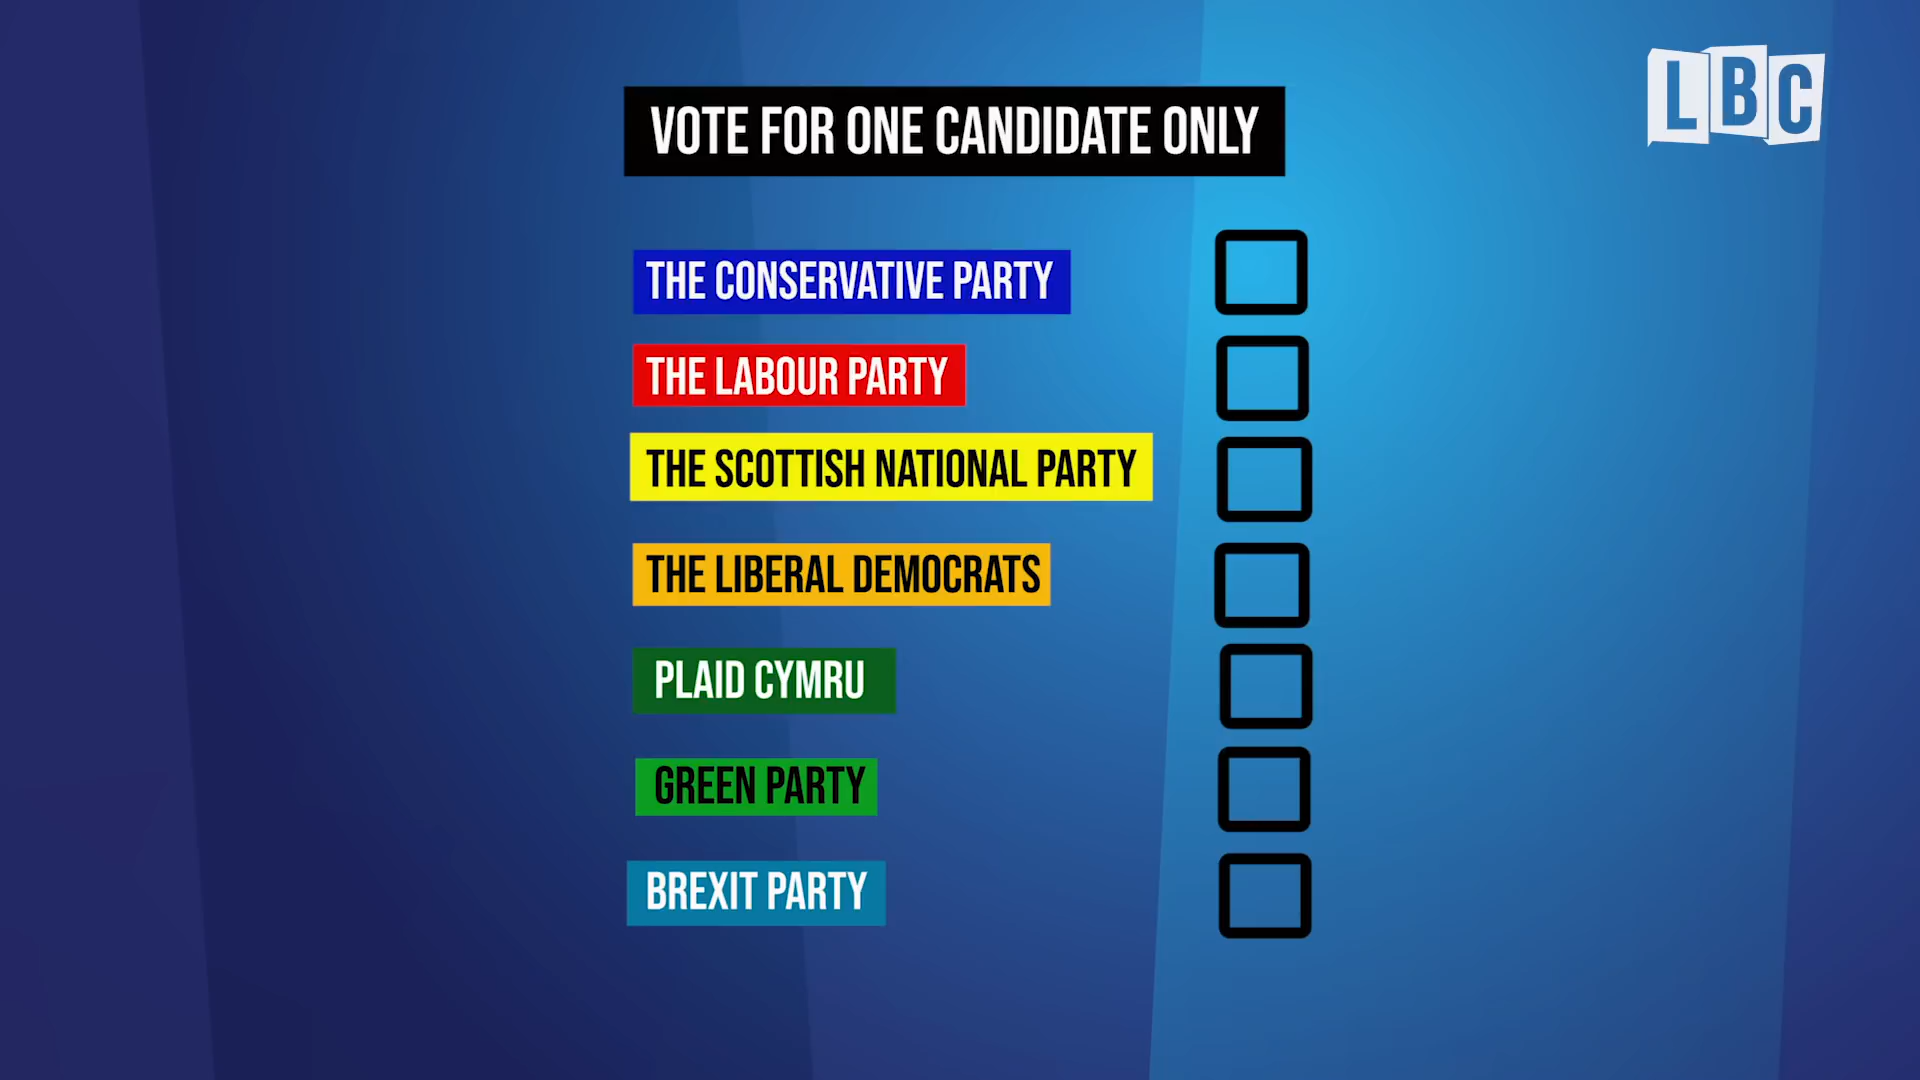 LBC
VOTE FOR ONE CANDIDATE ONLY
THE CONSERVATIVE PARTY
THE LABOUR PARTY
THE SCOTTISH NATIONAL PARTY
THE LIBERAL DEMOCRATS
PLAID CYMRU
GREEN PARTY
BREXIT PARTY